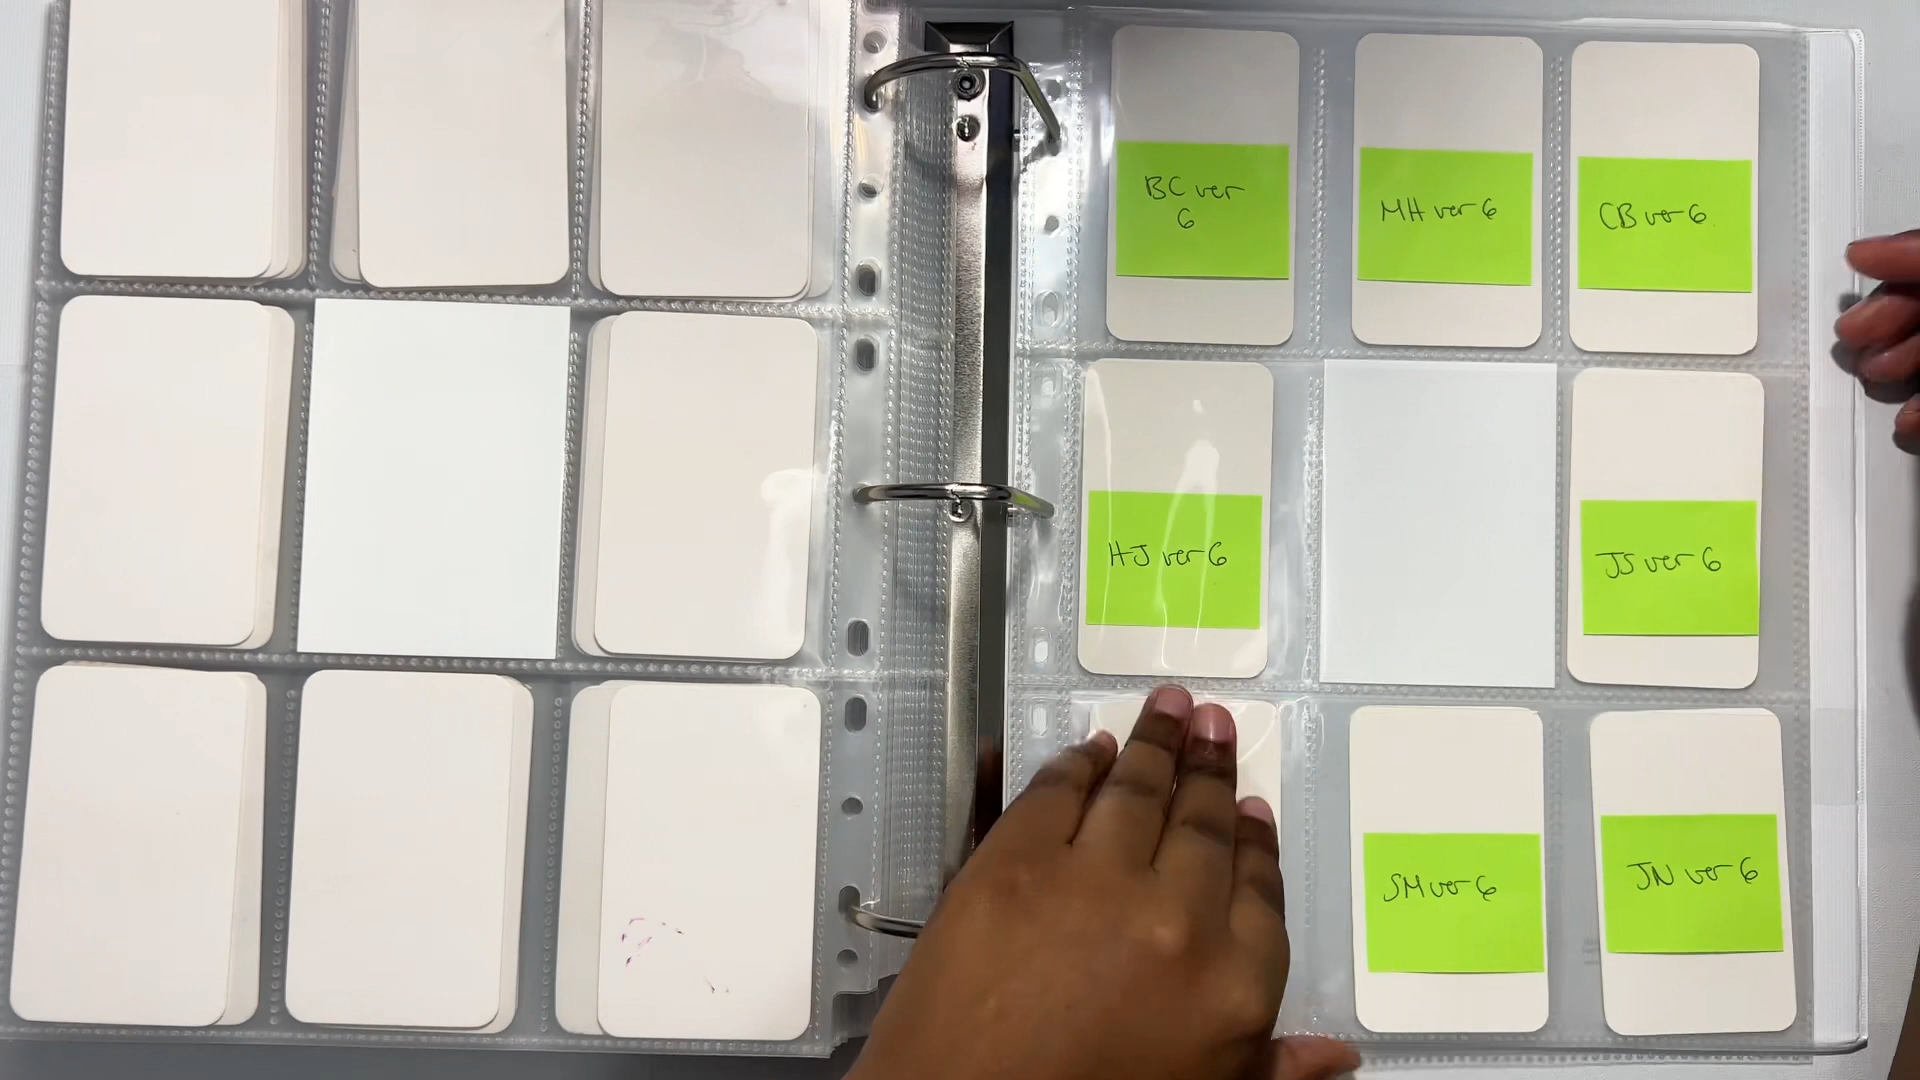 BC ver
6
MH ver 6
CB ver 6
HJ ver 6
JS ver 6
SM ver 6
JN ver 6